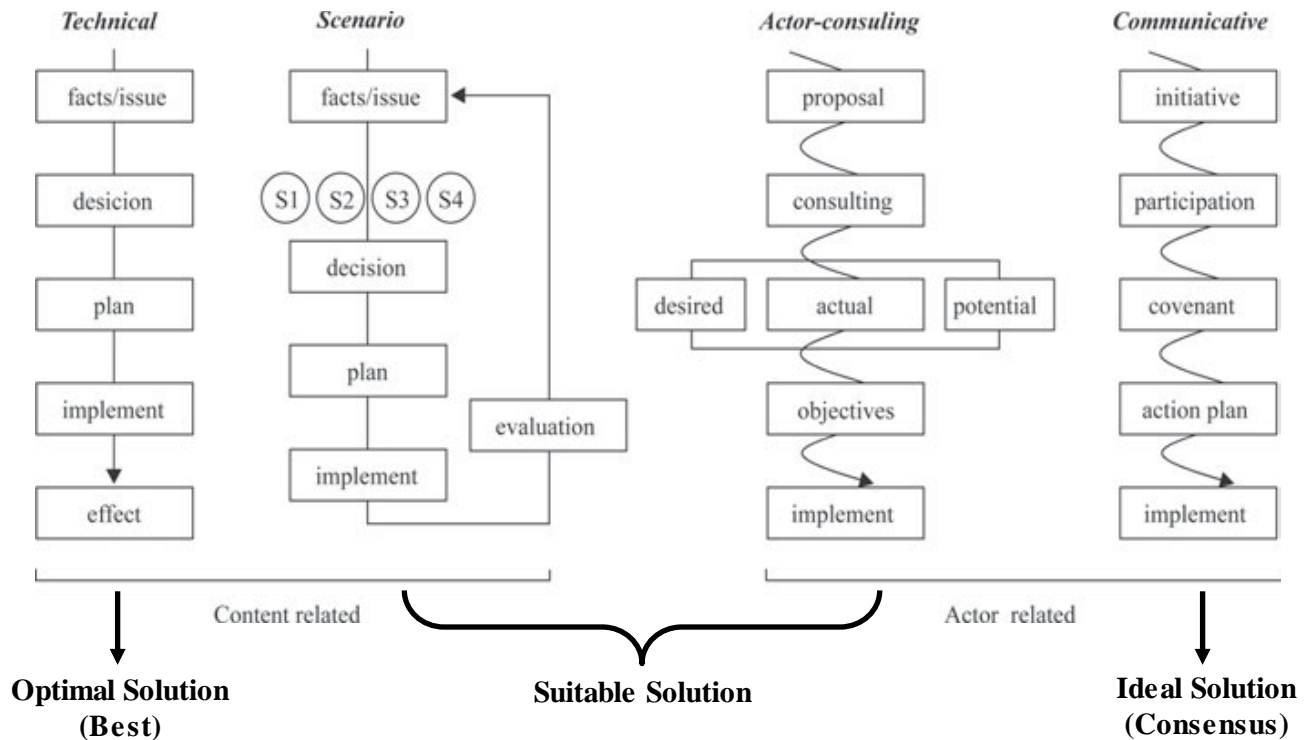 Technical
Scenario
Actor-consuling
Communicative
facts/issue
desicion
plan
implement
effect
facts/issue
S1 S2 S3 S4
decision
plan
implement
evaluation
proposal
consulting
desired
actual
potential
objectives
implement
initiative
participation
covenant
action plan
implement
Content related
Actor related
Optimal Solution
(Best)
Suitable Solution
Ideal Solution
(Consensus)